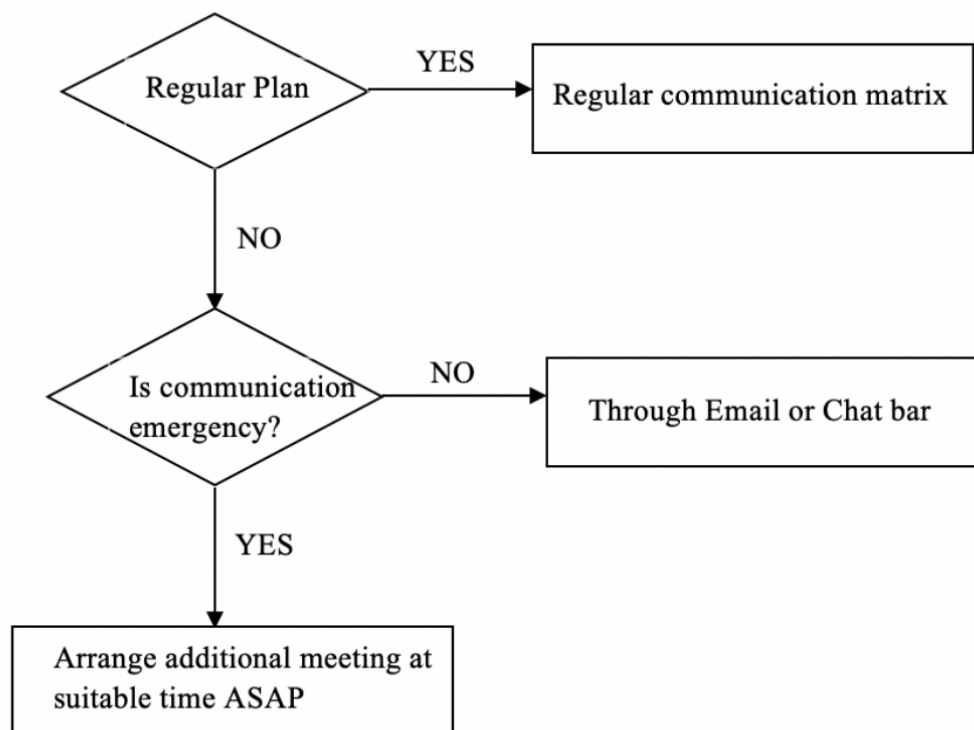 Regular Plan
YES
Regular communication matrix
NO
Is communication
emergency?
NO
Through Email or Chat bar
YES
Arrange additional meeting at
suitable time ASAP